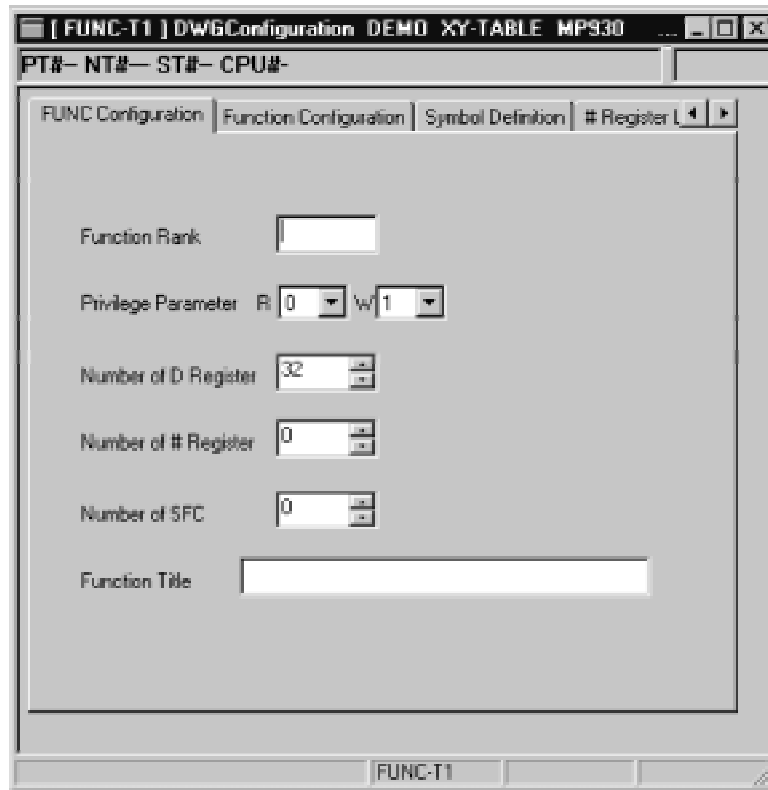 [ FUNC-T1 ] DWGConfiguration DEMO XY-TABLE MP930 ...
PT#– NT#— ST#– CPU#-
FUNC Configuration Function Configuration Symbol Definition # Register L
Function Rank
Privilege Parameter R 0 W 1
Number of D Register 32
Number of # Register 0
Number of SFC 0
Function Title
FUNC-T1